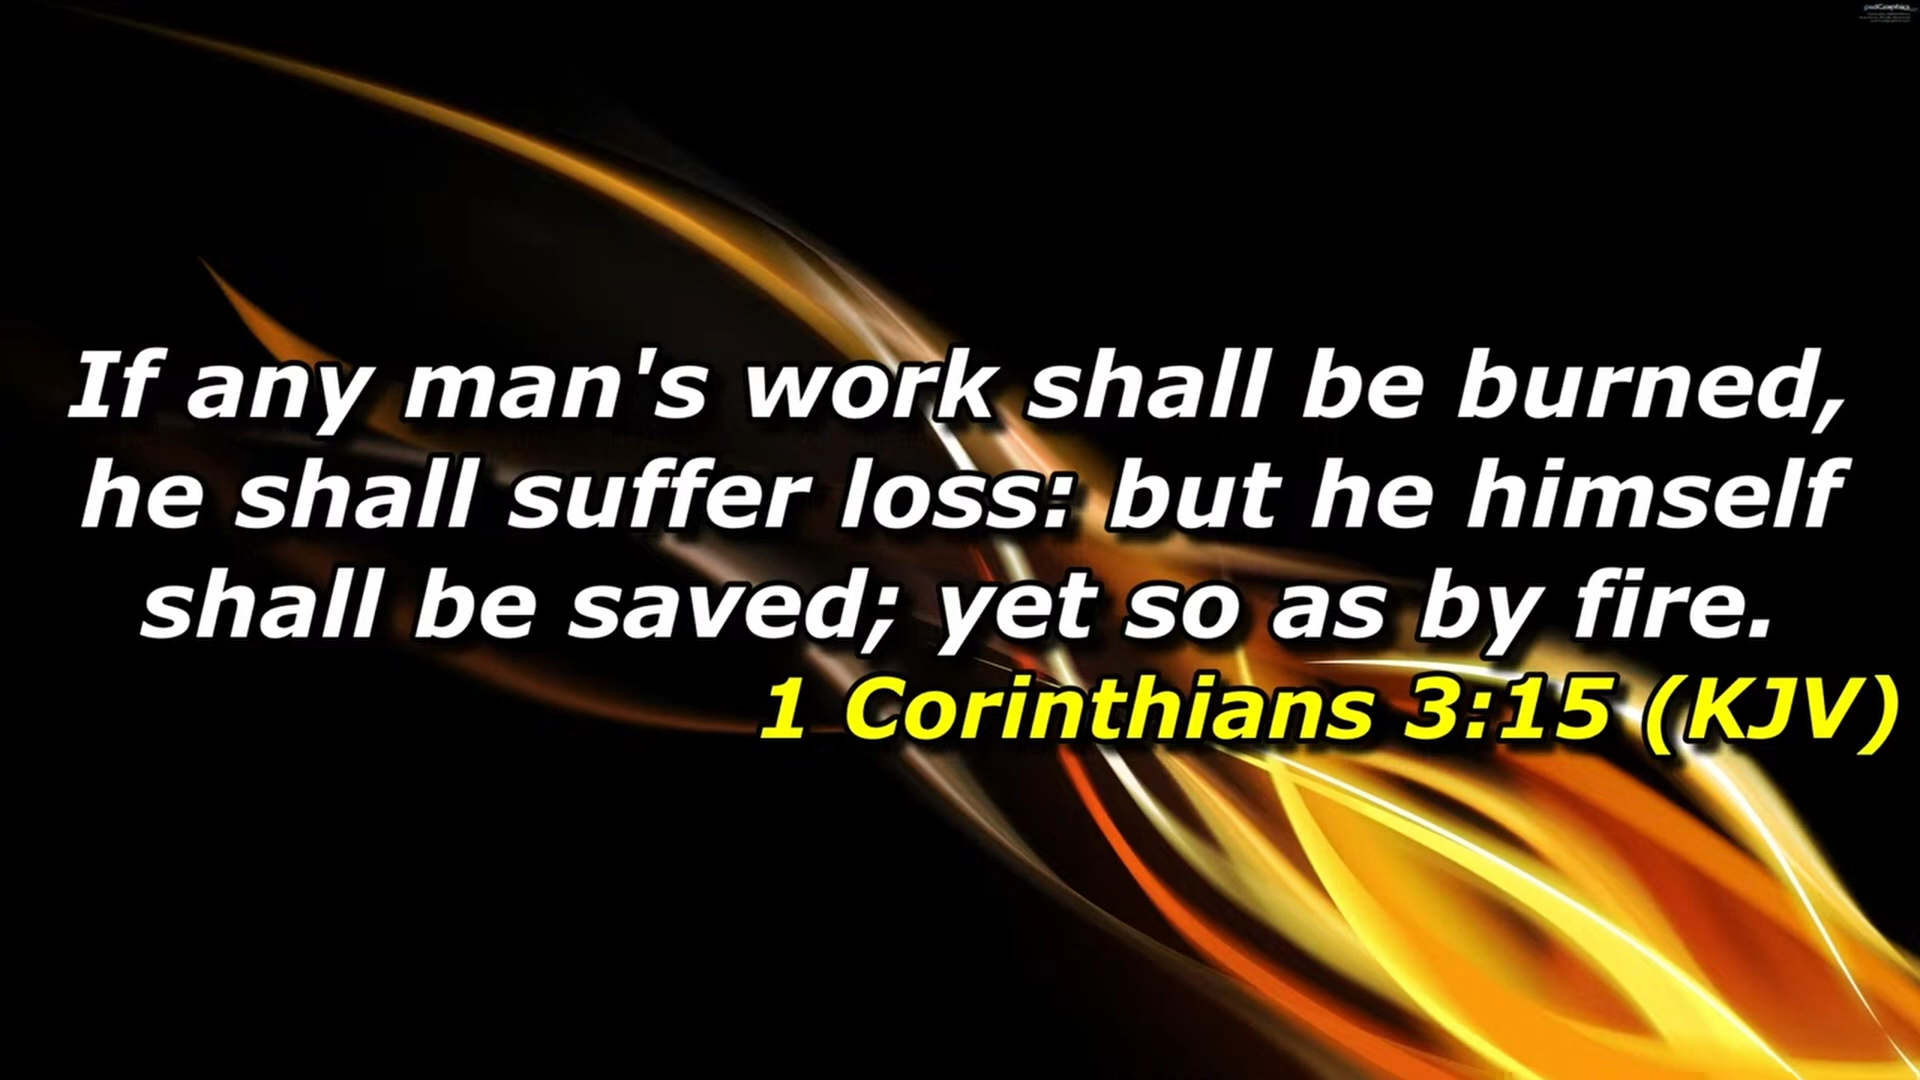 psdGraphics
If any man's work shall be burned,
he shall suffer loss: but he himself
shall be saved; yet so as by fire.
1 Corinthians 3:15 (KJV)